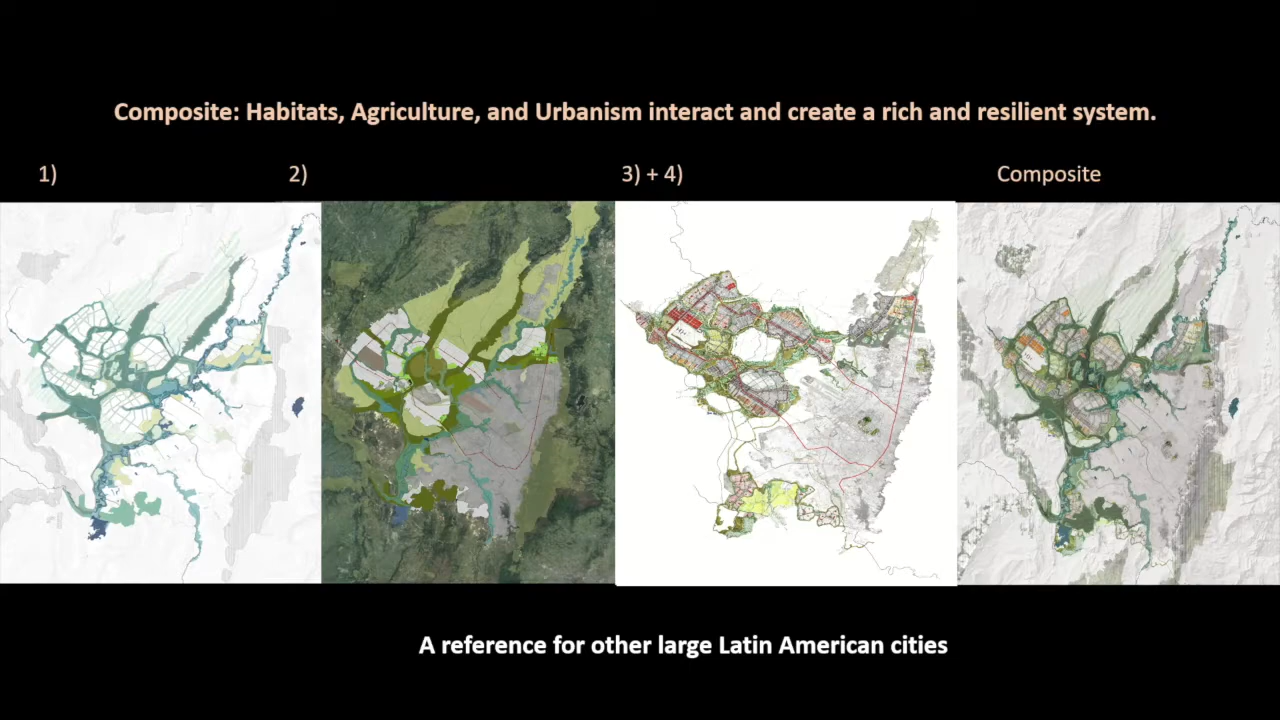 Composite: Habitats, Agriculture, and Urbanism interact and create a rich and resilient system.
1)
2)
3) + 4)
Composite
A reference for other large Latin American cities